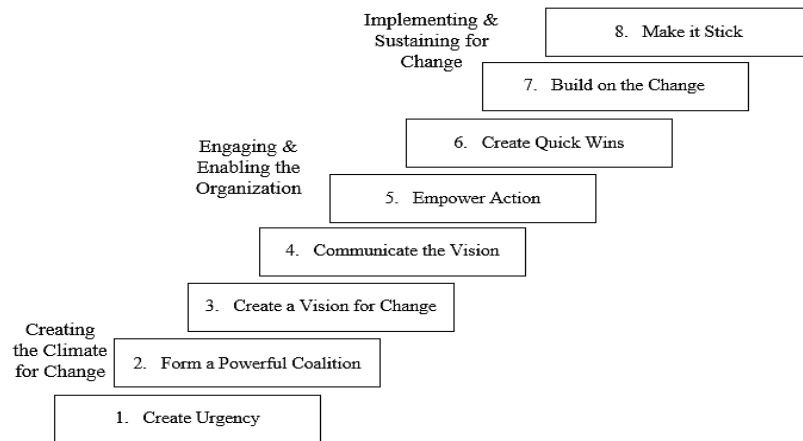 Implementing &
Sustaining for
Change
8. Make it Stick
7. Build on the Change
Engaging &
Enabling the
Organization
6. Create Quick Wins
5. Empower Action
4. Communicate the Vision
3. Create a Vision for Change
Creating
the Climate
for Change
2. Form a Powerful Coalition
1. Create Urgency